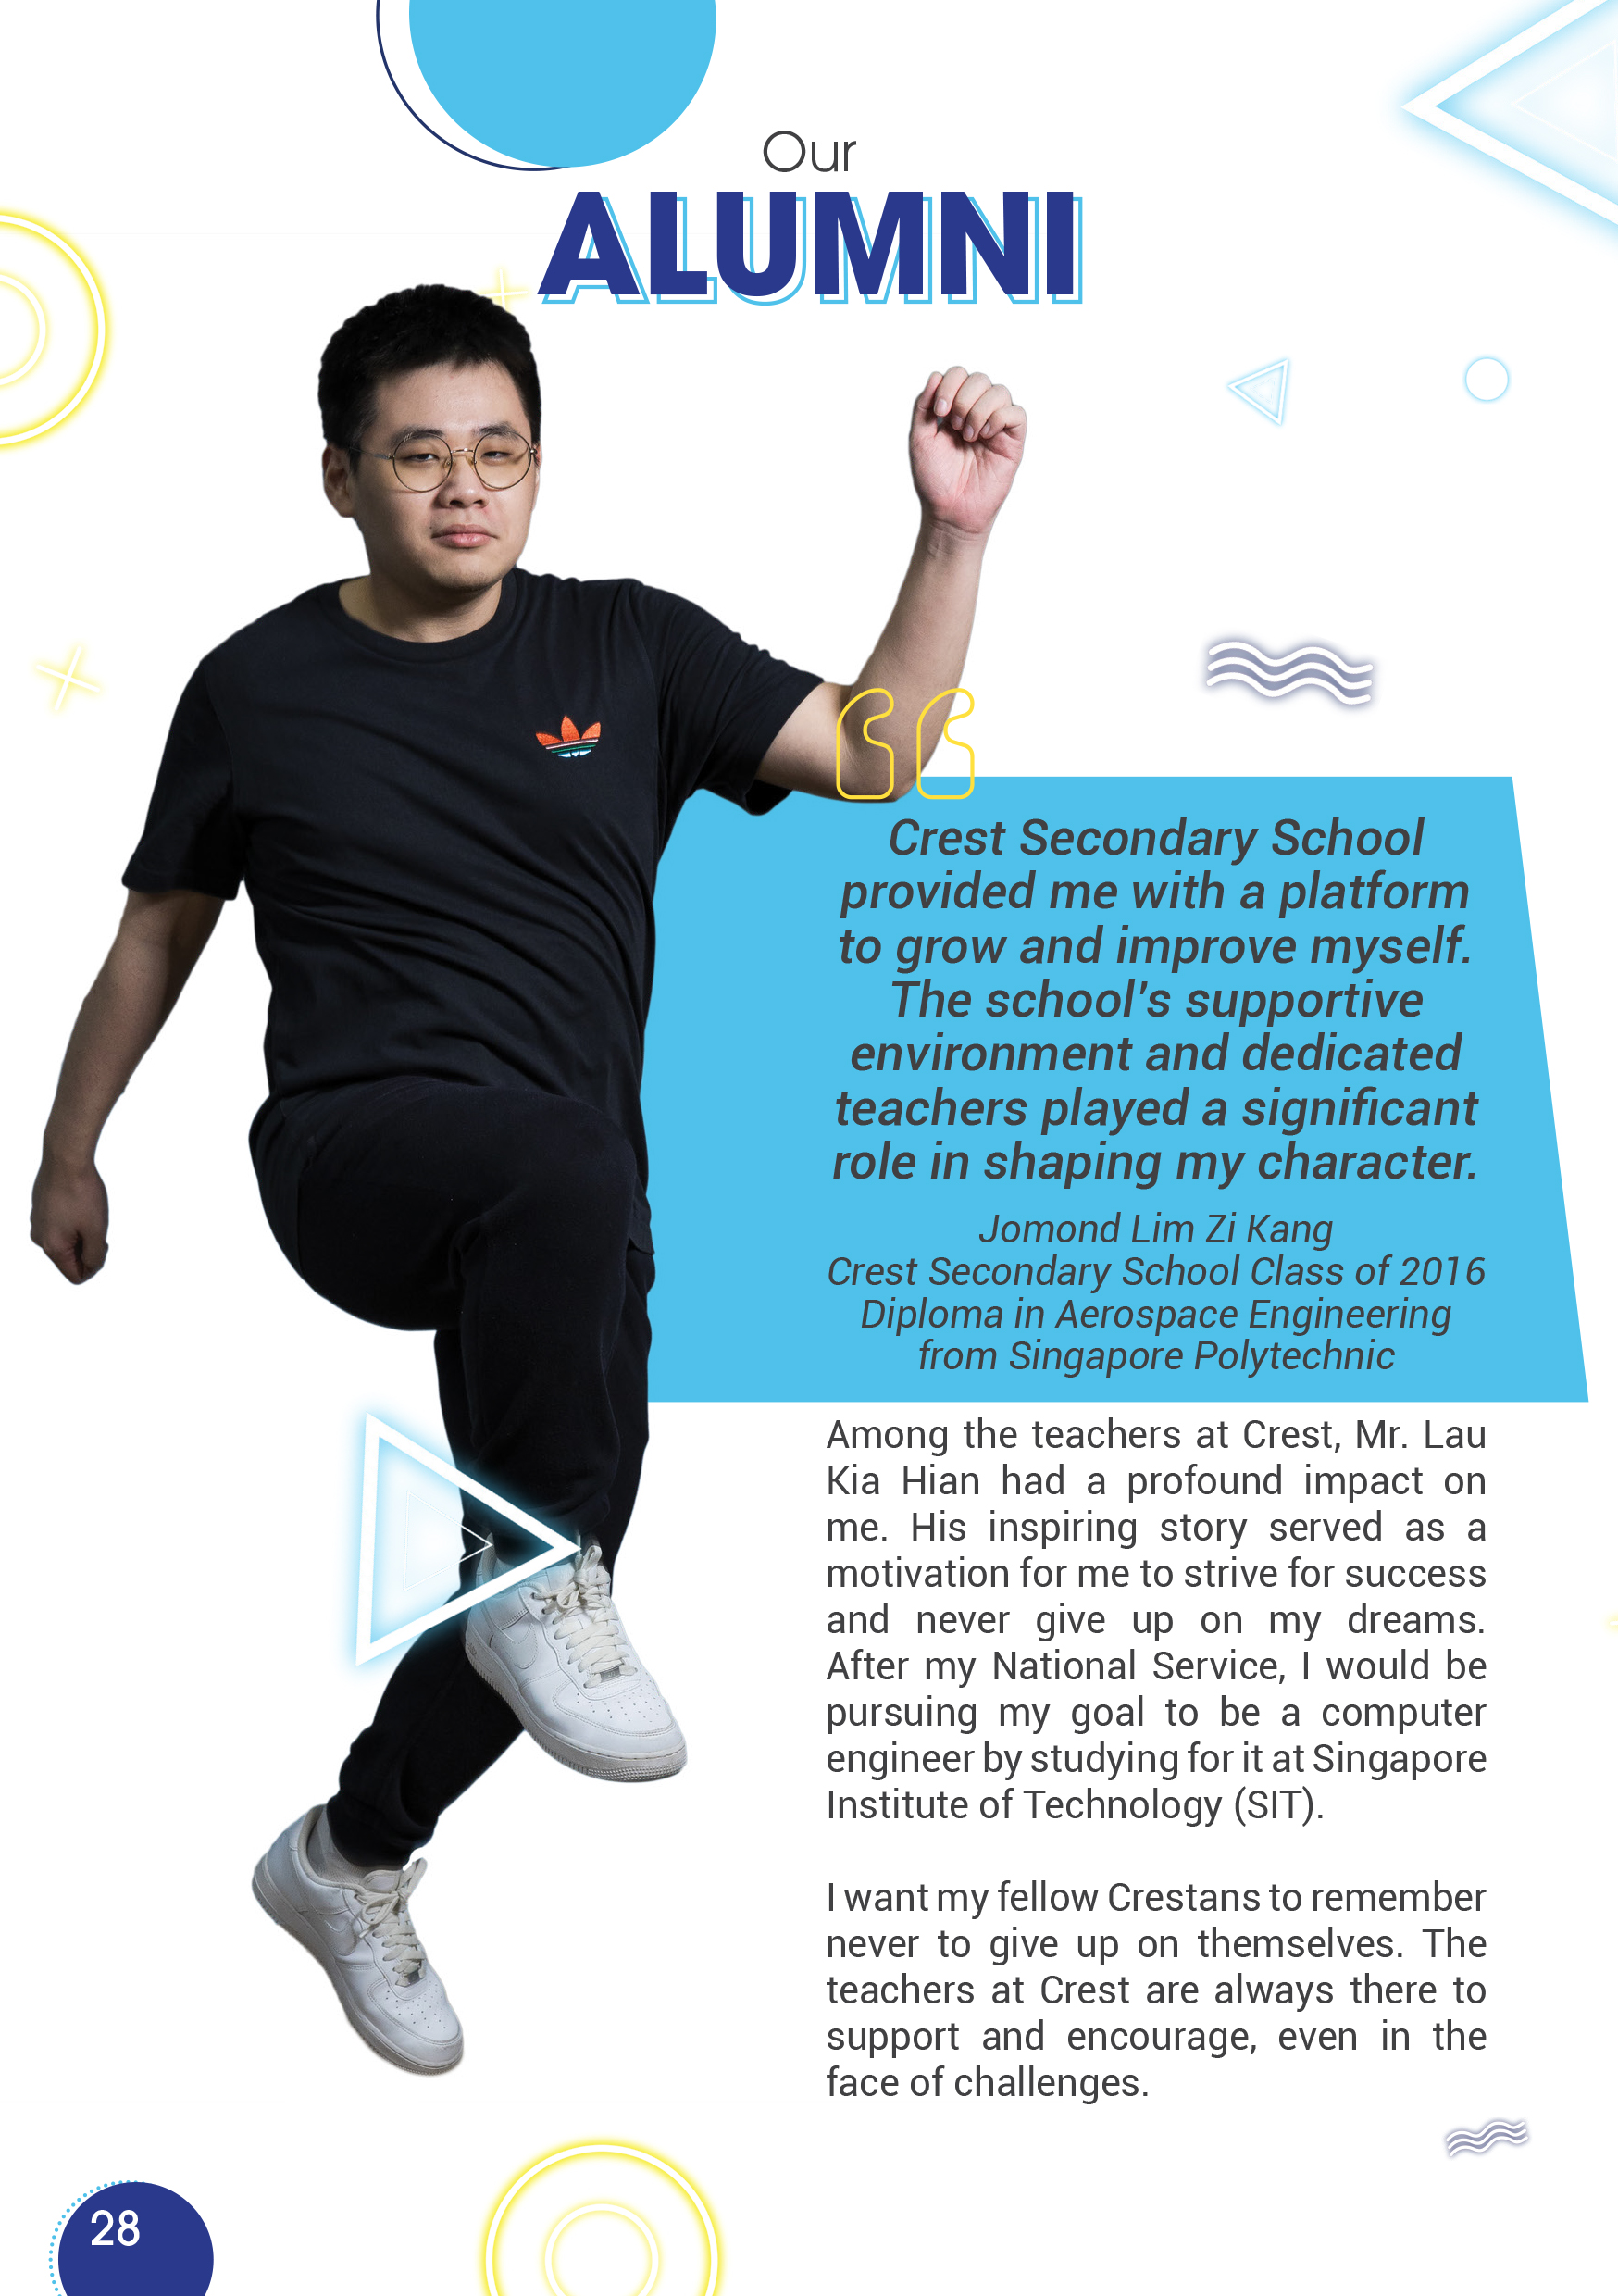 Our
ALUMNI
Crest Secondary School
provided me with a platform
to grow and improve myself.
The school's supportive
environment and dedicated
teachers played a significant
role in shaping my character.
Jomond Lim Zi Kang
Crest Secondary School Class of 2016
Diploma in Aerospace Engineering
from Singapore Polytechnic
Among the teachers at Crest, Mr. Lau
Kia Hian had a profound impact on
me. His inspiring story served as a
motivation for me to strive for success
and never give up on my dreams.
After my National Service, I would be
pursuing my goal to be a computer
engineer by studying for it at Singapore
Institute of Technology (SIT).
I want my fellow Crestans to remember
never to give up on themselves. The
teachers at Crest are always there to
support and encourage, even in the
face of challenges.
28